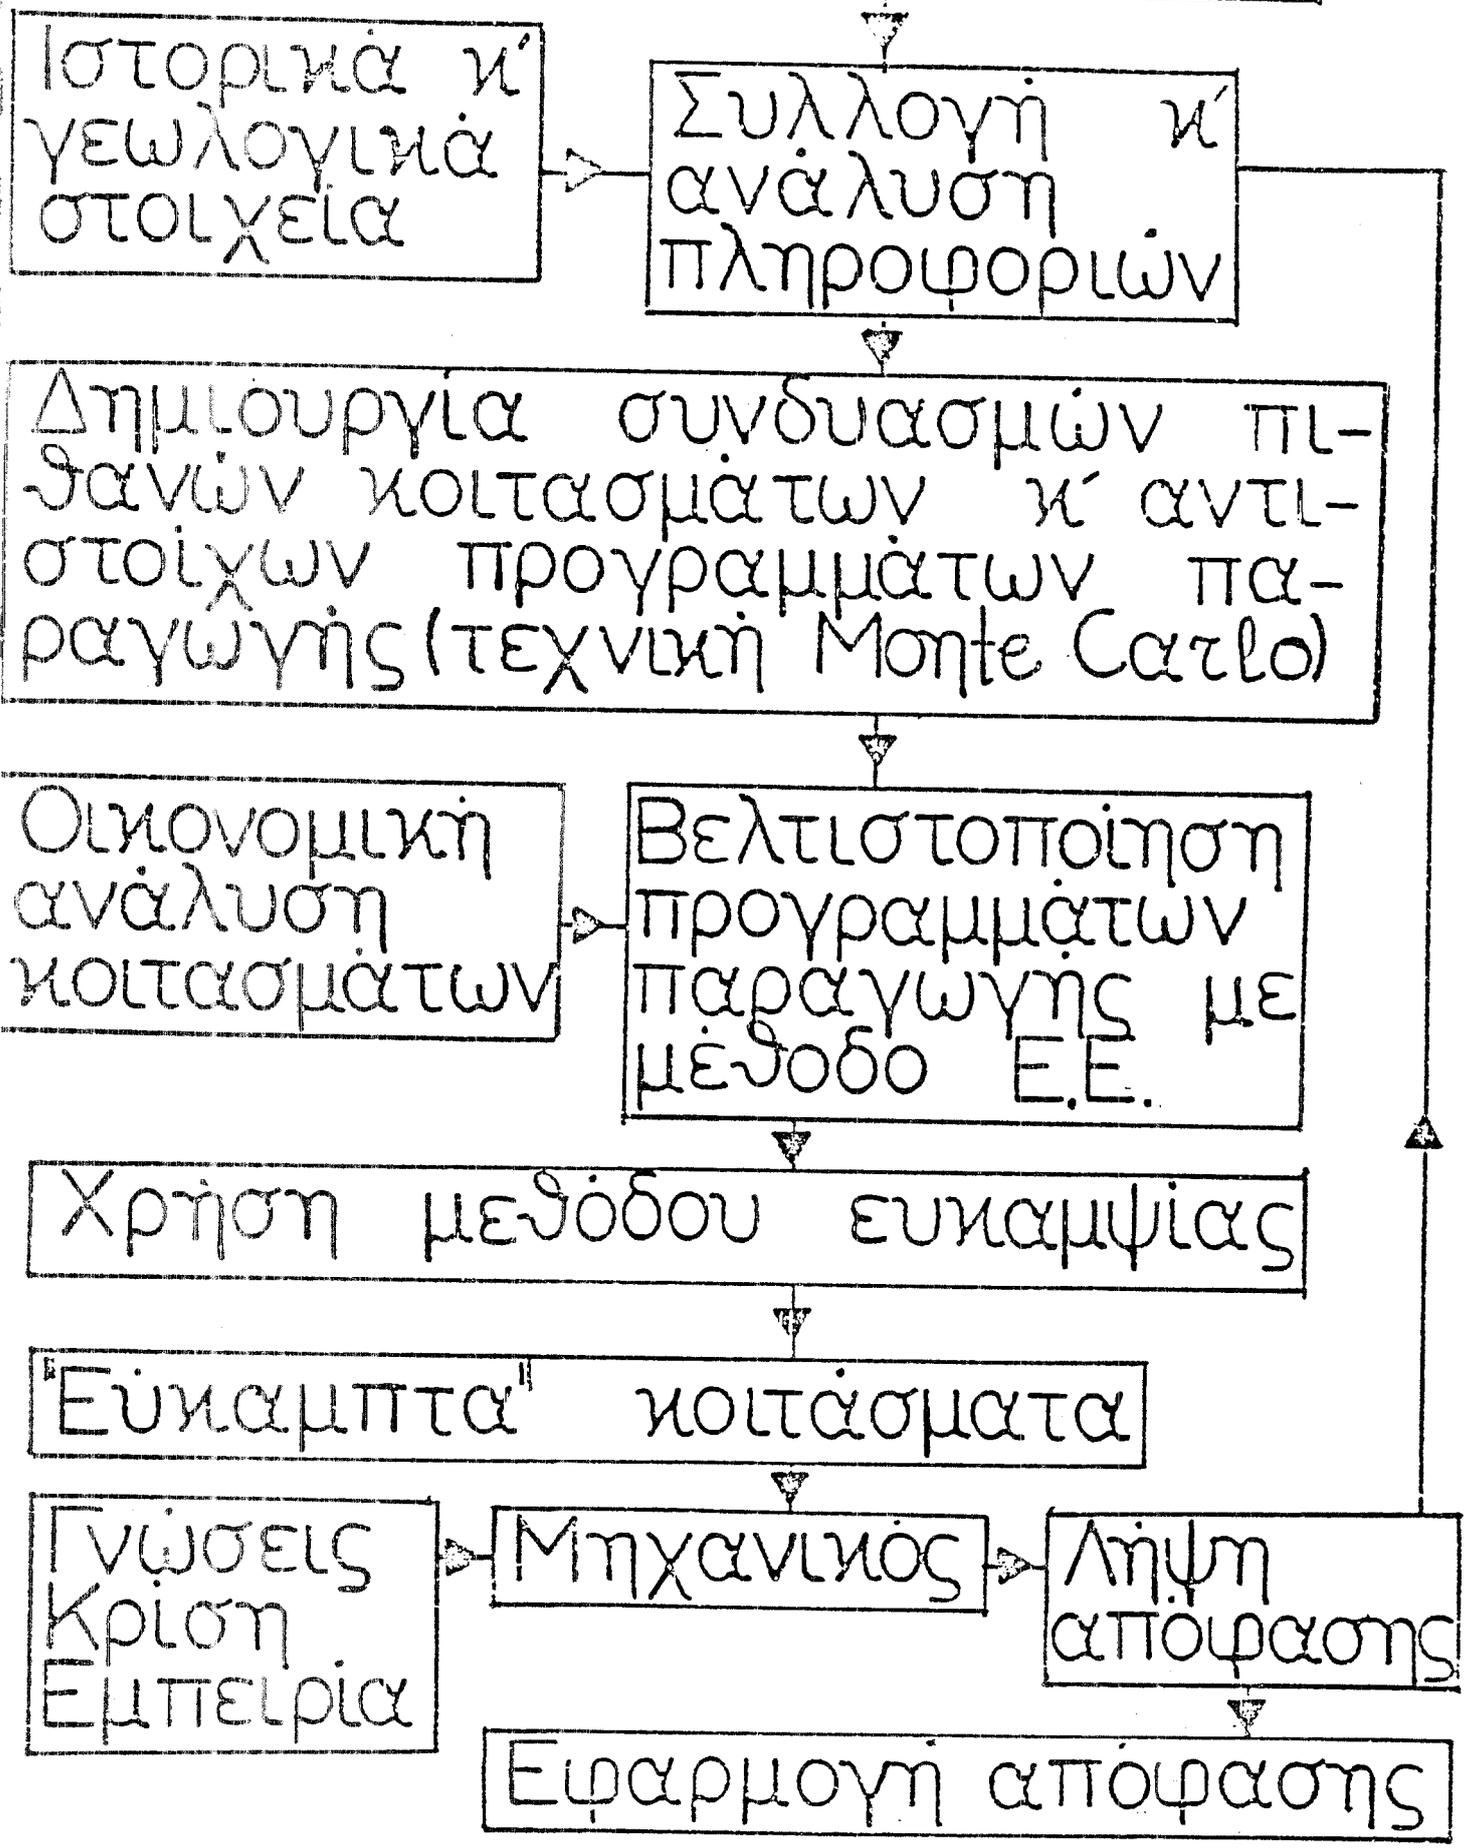 Ιστορικά κ'
γεωλογικά
στοιχεία
Συλλογή κ'
ανάλυση
πληροφοριών
Δημιουργία συνδυασμών πι-
θανών κοιτασμάτων κ' αντι-
στοίχων προγραμμάτων πα-
ραγωγής (τεχνική Monte Carlo)
Οικονομική
ανάλυση
κοιτασμάτων
Βελτιστοποίηση
προγραμμάτων
παραγωγής με
μέθοδο Ε.Ε.
Χρήση μεθόδου ευκαμψίας
"Εύκαμπτα" κοιτάσματα
Γνώσεις
Κρίση
Εμπειρία
Μηχανικός
Λήψη
απόφασης
Εφαρμογή απόφασης